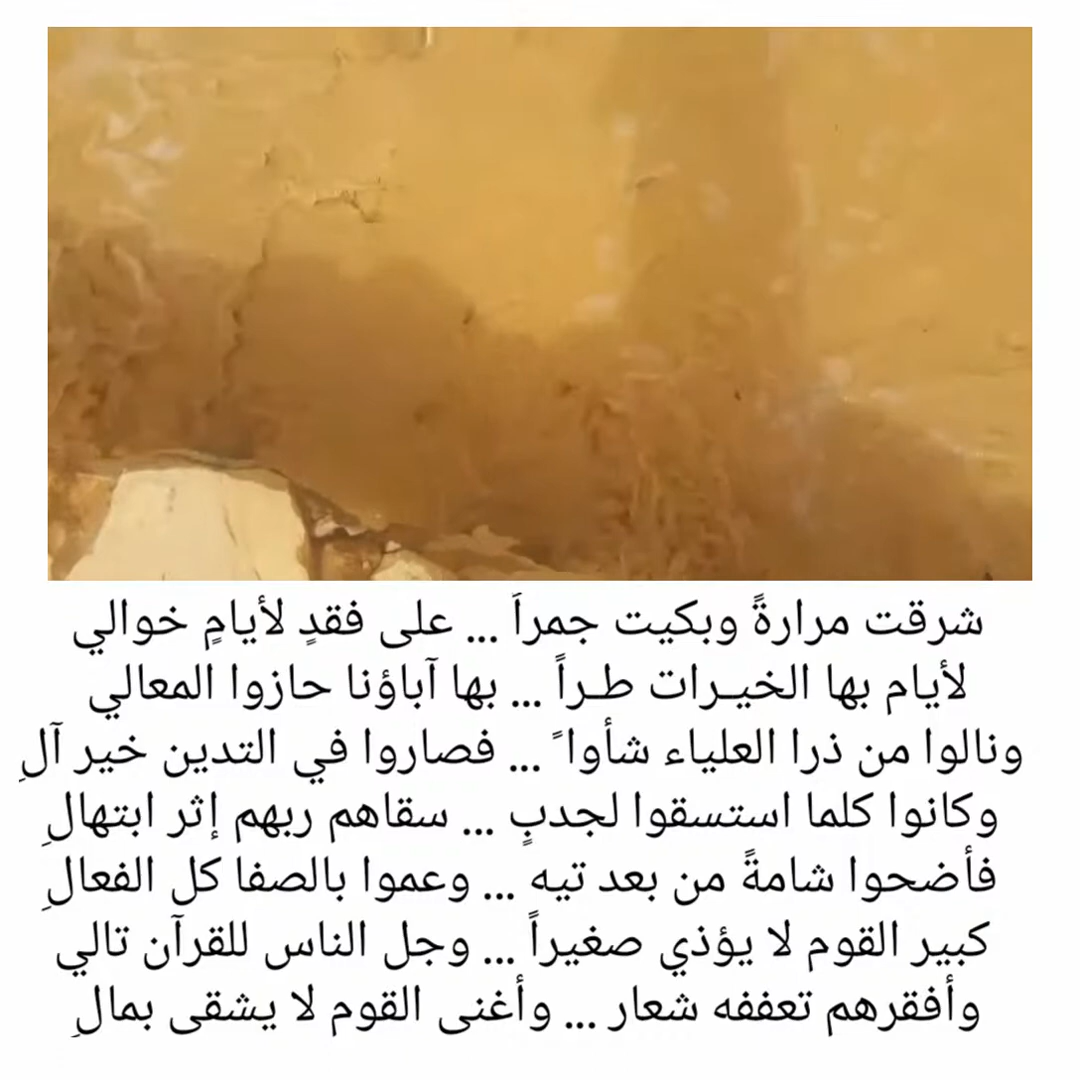 شرقت مرارةً وبكيت جمراً ... على فقدٍ لأيامٍ خوالي
لأيام بها الخيـرات طـراً ... بها آباؤنا حازوا المعالي
ونالوا من ذرا العلياء شأوا ً ... فصاروا في التدين خير آلِ
وكانوا كلما استسقوا لجدبٍ ... سقاهم ربهم إثر ابتهالِ
فأضحوا شامةً من بعد تيه ... وعموا بالصفا كل الفعالِ
كبير القوم لا يؤذي صغيراً ... وجل الناس للقرآن تالي
وأفقرهم تعففه شعار ... وأغنى القوم لا يشقى بمالِ